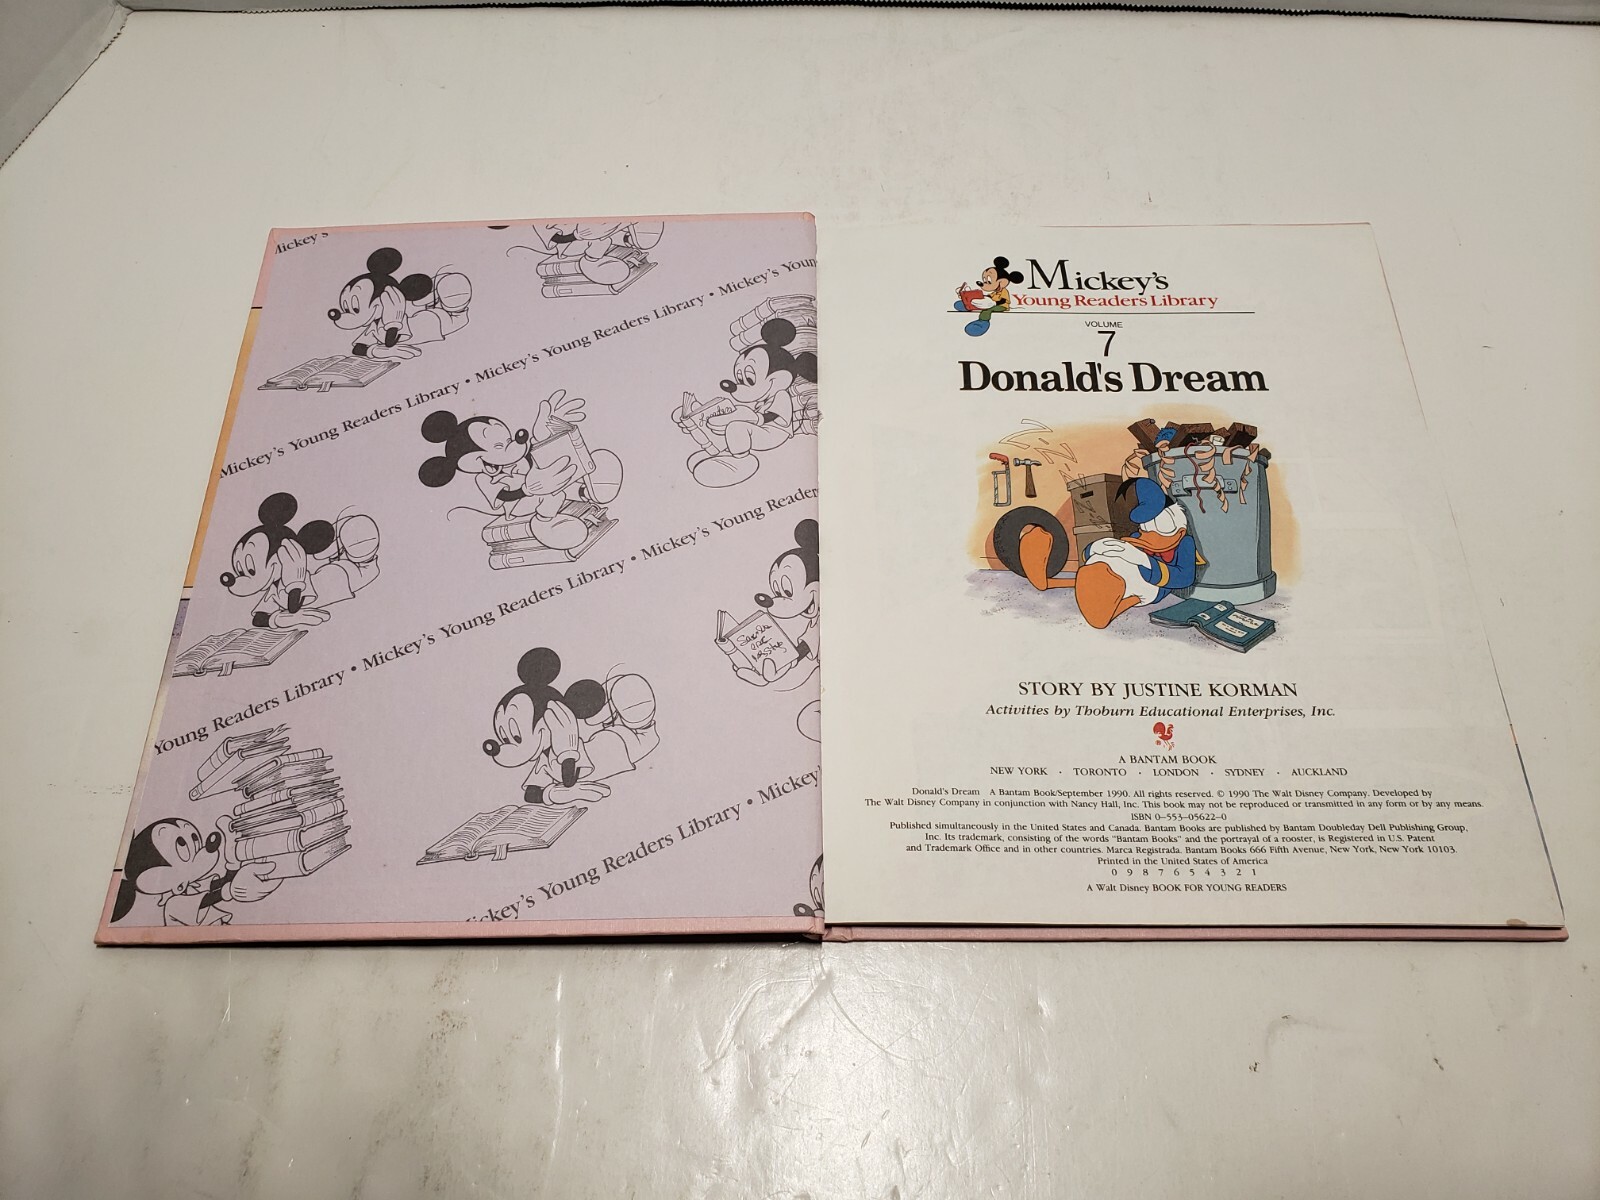 Mickey's
Mickey's Young Readers Library • Mickey's Young Readers Library • Mickey's Young
Young Readers Library • Mickey's Young Readers Library • Mickey's Young Reader
Mickey's Young Readers Library • Mickey
Mickey's
Young Readers Library
VOLUME
7
Donald's Dream
STORY BY JUSTINE KORMAN
Activities by Thoburn Educational Enterprises, Inc.
A BANTAM BOOK
NEW YORK · TORONTO · LONDON · SYDNEY · AUCKLAND
Donald's Dream A Bantam Book/September 1990. All rights reserved. © 1990 The Walt Disney Company. Developed by
The Walt Disney Company in conjunction with Nancy Hall, Inc. This book may not be reproduced or transmitted in any form or by any means.
ISBN 0–553–05622–0
Published simultaneously in the United States and Canada. Bantam Books are published by Bantam Doubleday Dell Publishing Group,
Inc. Its trademark, consisting of the words "Bantam Books" and the portrayal of a rooster, is Registered in U.S. Patent
and Trademark Office and in other countries. Marca Registrada. Bantam Books 666 Fifth Avenue, New York, New York 10103.
Printed in the United States of America
0 9 8 7 6 5 4 3 2 1
A Walt Disney BOOK FOR YOUNG READERS